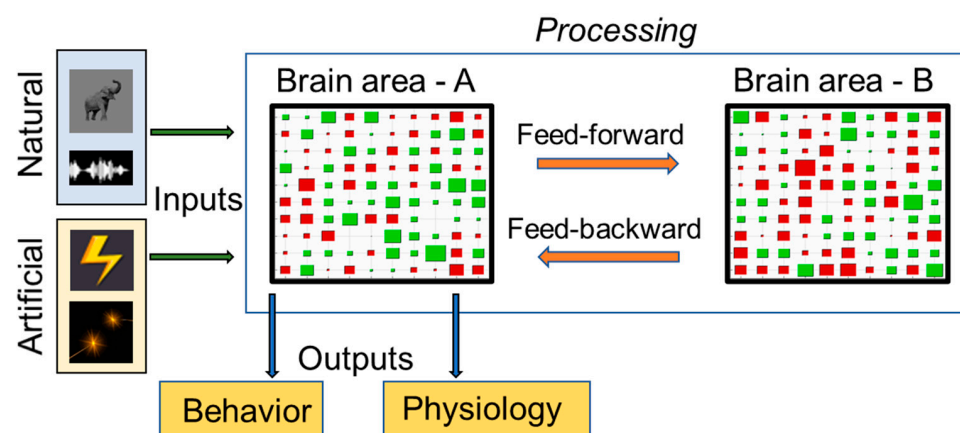 Processing
Natural
Brain area - A
Brain area - B
Feed-forward
Inputs
Feed-backward
Artificial
Outputs
Behavior
Physiology